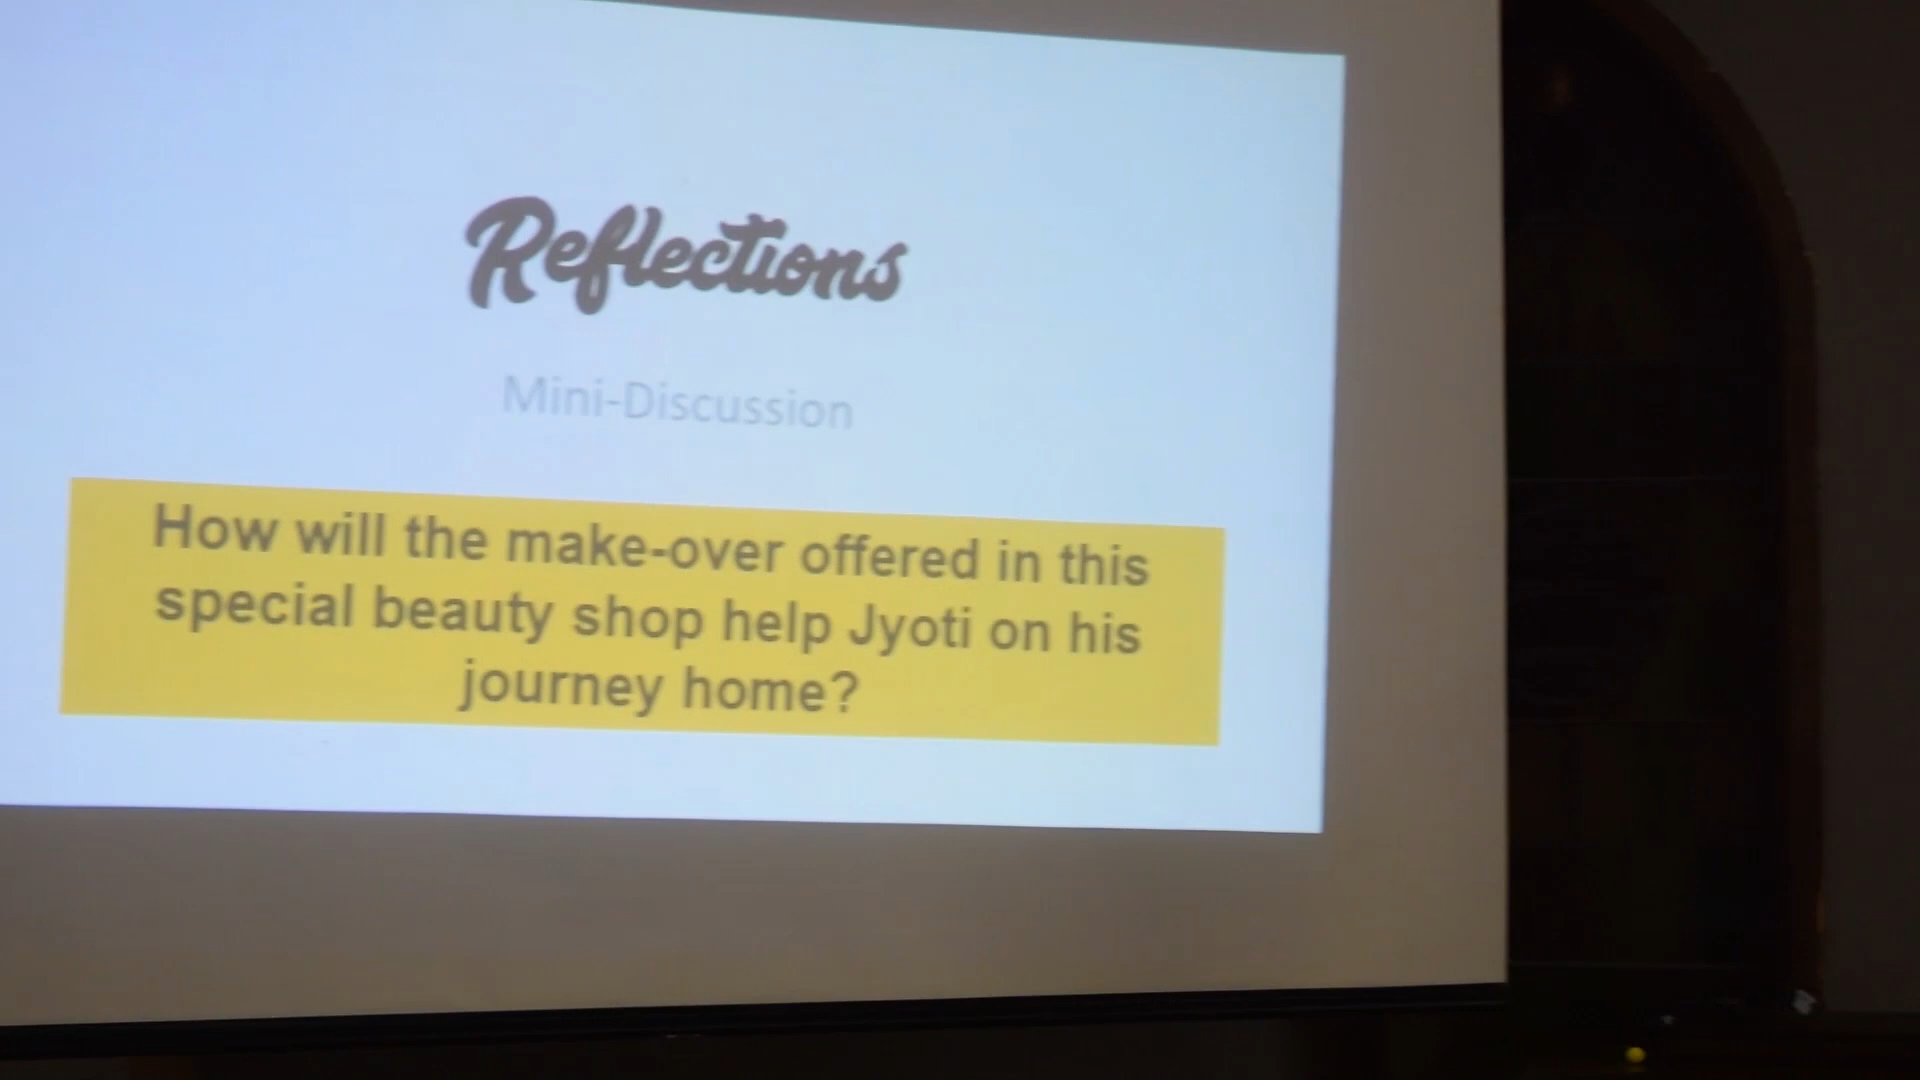 Reflections
Mini-Discussion
How will the make-over offered in this
special beauty shop help Jyoti on his
journey home?